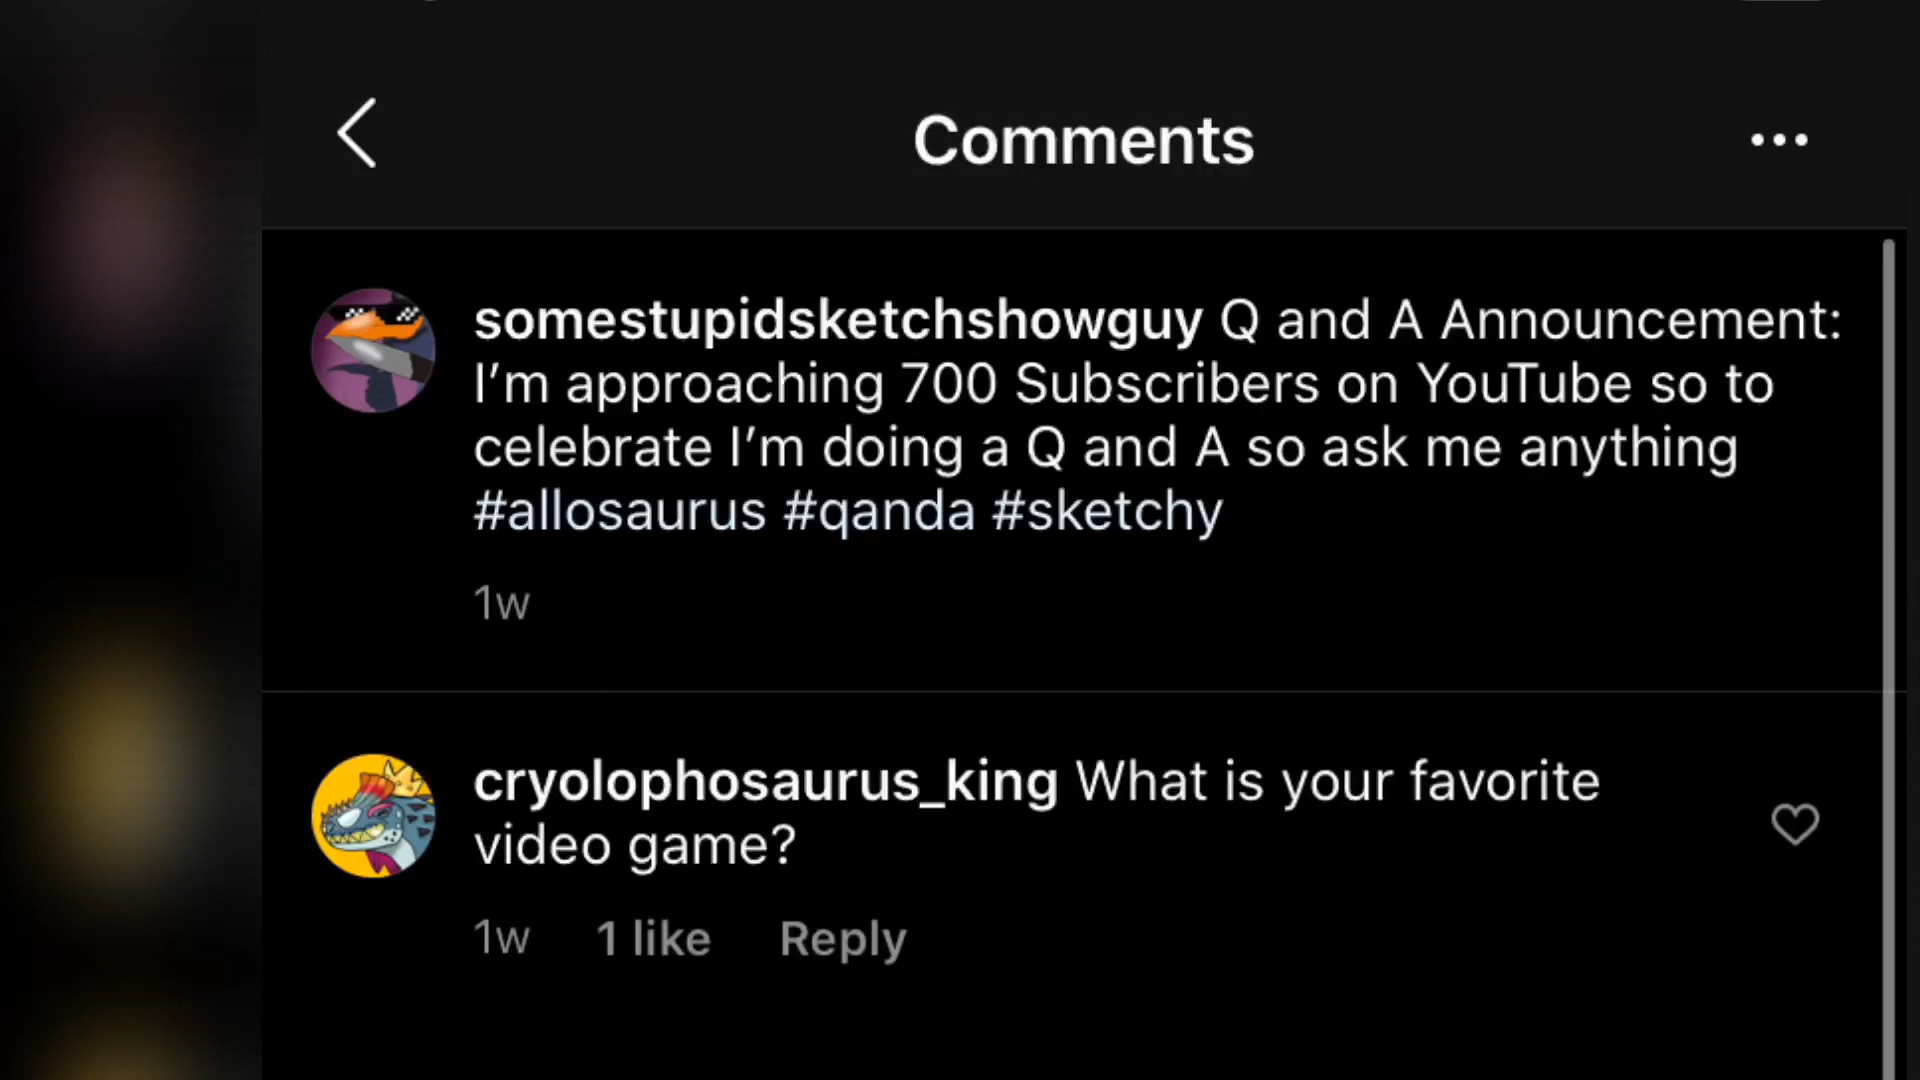 Comments
somestupidsketchshowguy Q and A Announcement:
I’m approaching 700 Subscribers on YouTube so to
celebrate I’m doing a Q and A so ask me anything
#allosaurus #qanda #sketchy
1w
cryolophosaurus_king What is your favorite
video game?
1w 1 like Reply